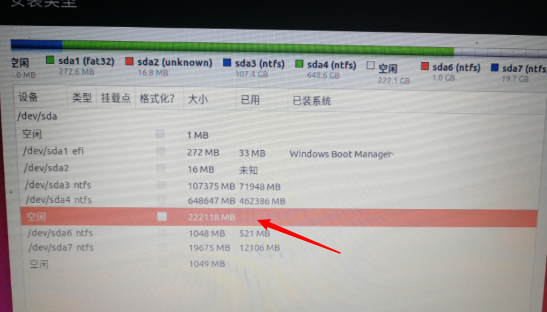 安装类型
空闲 sda1 (fat32) sda2 (unknown) sda3 (ntfs) sda4 (ntfs) 空闲 sda6 (ntfs) sda7 (ntfs)
.0 MB 272.6 MB 16.8 MB 107.4 GB 648.6 GB 222.1 GB 1.0 GB 19.7 GB
设备 类型 挂载点 格式化? 大小 已用 已装系统
/dev/sda
空闲 1 MB
/dev/sda1 efi 272 MB 33 MB Windows Boot Manager
/dev/sda2 16 MB 未知
/dev/sda3 ntfs 107375 MB 71948 MB
/dev/sda4 ntfs 648647 MB 462386 MB
空闲 222118 MB
/dev/sda6 ntfs 1048 MB 521 MB
/dev/sda7 ntfs 19675 MB 12106 MB
空闲 1049 MB